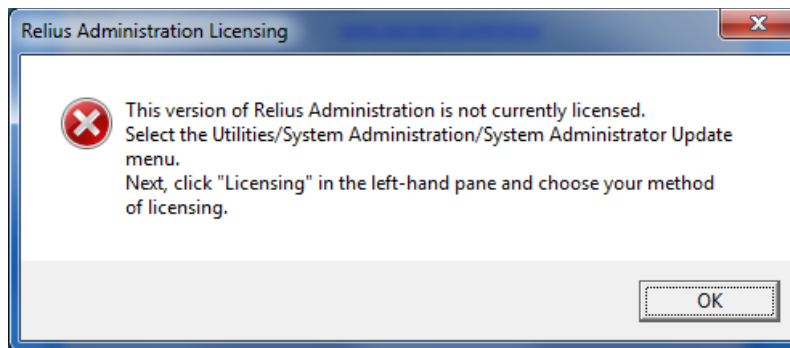 Relius Administration Licensing
This version of Relius Administration is not currently licensed.
Select the Utilities/System Administration/System Administrator Update
menu.
Next, click "Licensing" in the left-hand pane and choose your method
of licensing.
OK